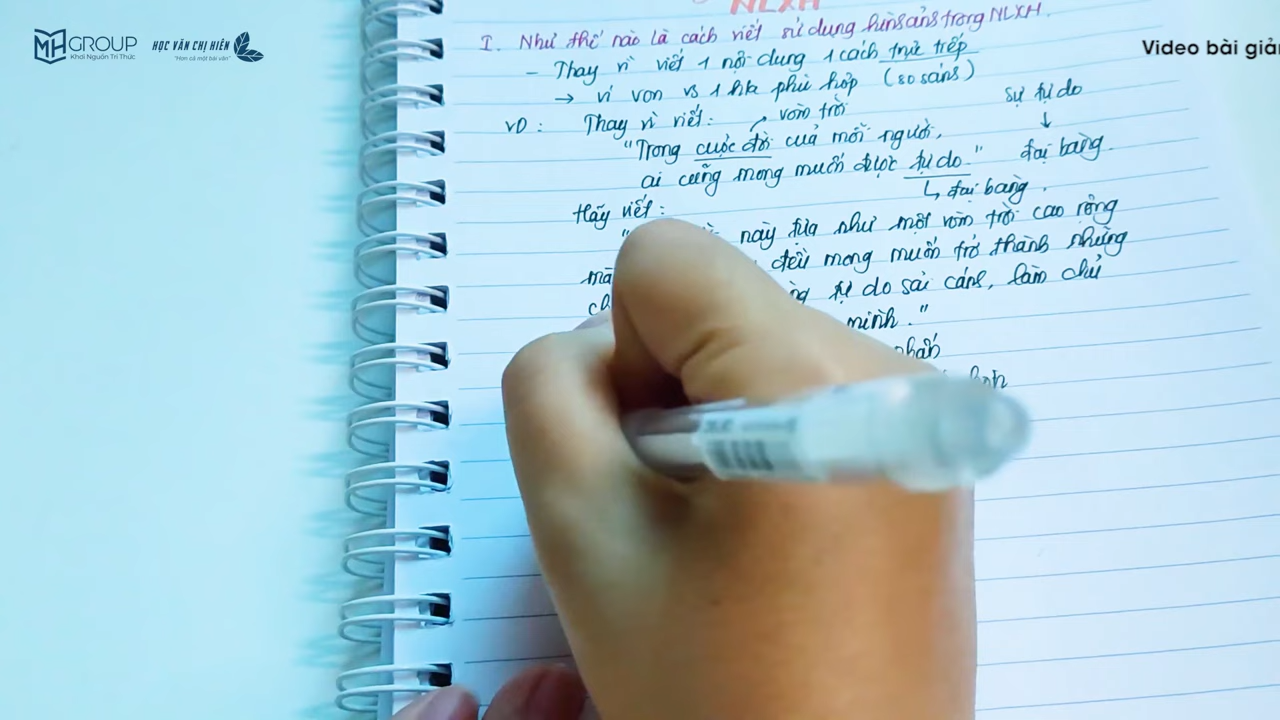 MH GROUP
Khơi Nguồn Tri Thức
HỌC VĂN CHỊ HIÊN
"Hơn cả một bài văn"
Video bài giản
NLXH
I. Như thế nào là cách viết sử dụng hình ảnh trong NLXH.
- Thay vì viết 1 nội dung 1 cách trực tiếp
→ ví von vs 1 h/a phù hợp (so sánh)
VD: Thay vì viết: vòm trời
sự tự do
↓
đại bàng
"Trong cuộc đời của mỗi người,
ai cũng mong muốn được tự do."
↳ đại bàng.
Hãy viết:
này tựa như một vòm trời cao rộng
mà đều mong muốn trở thành những
tự do sải cánh, làm chủ
mình."